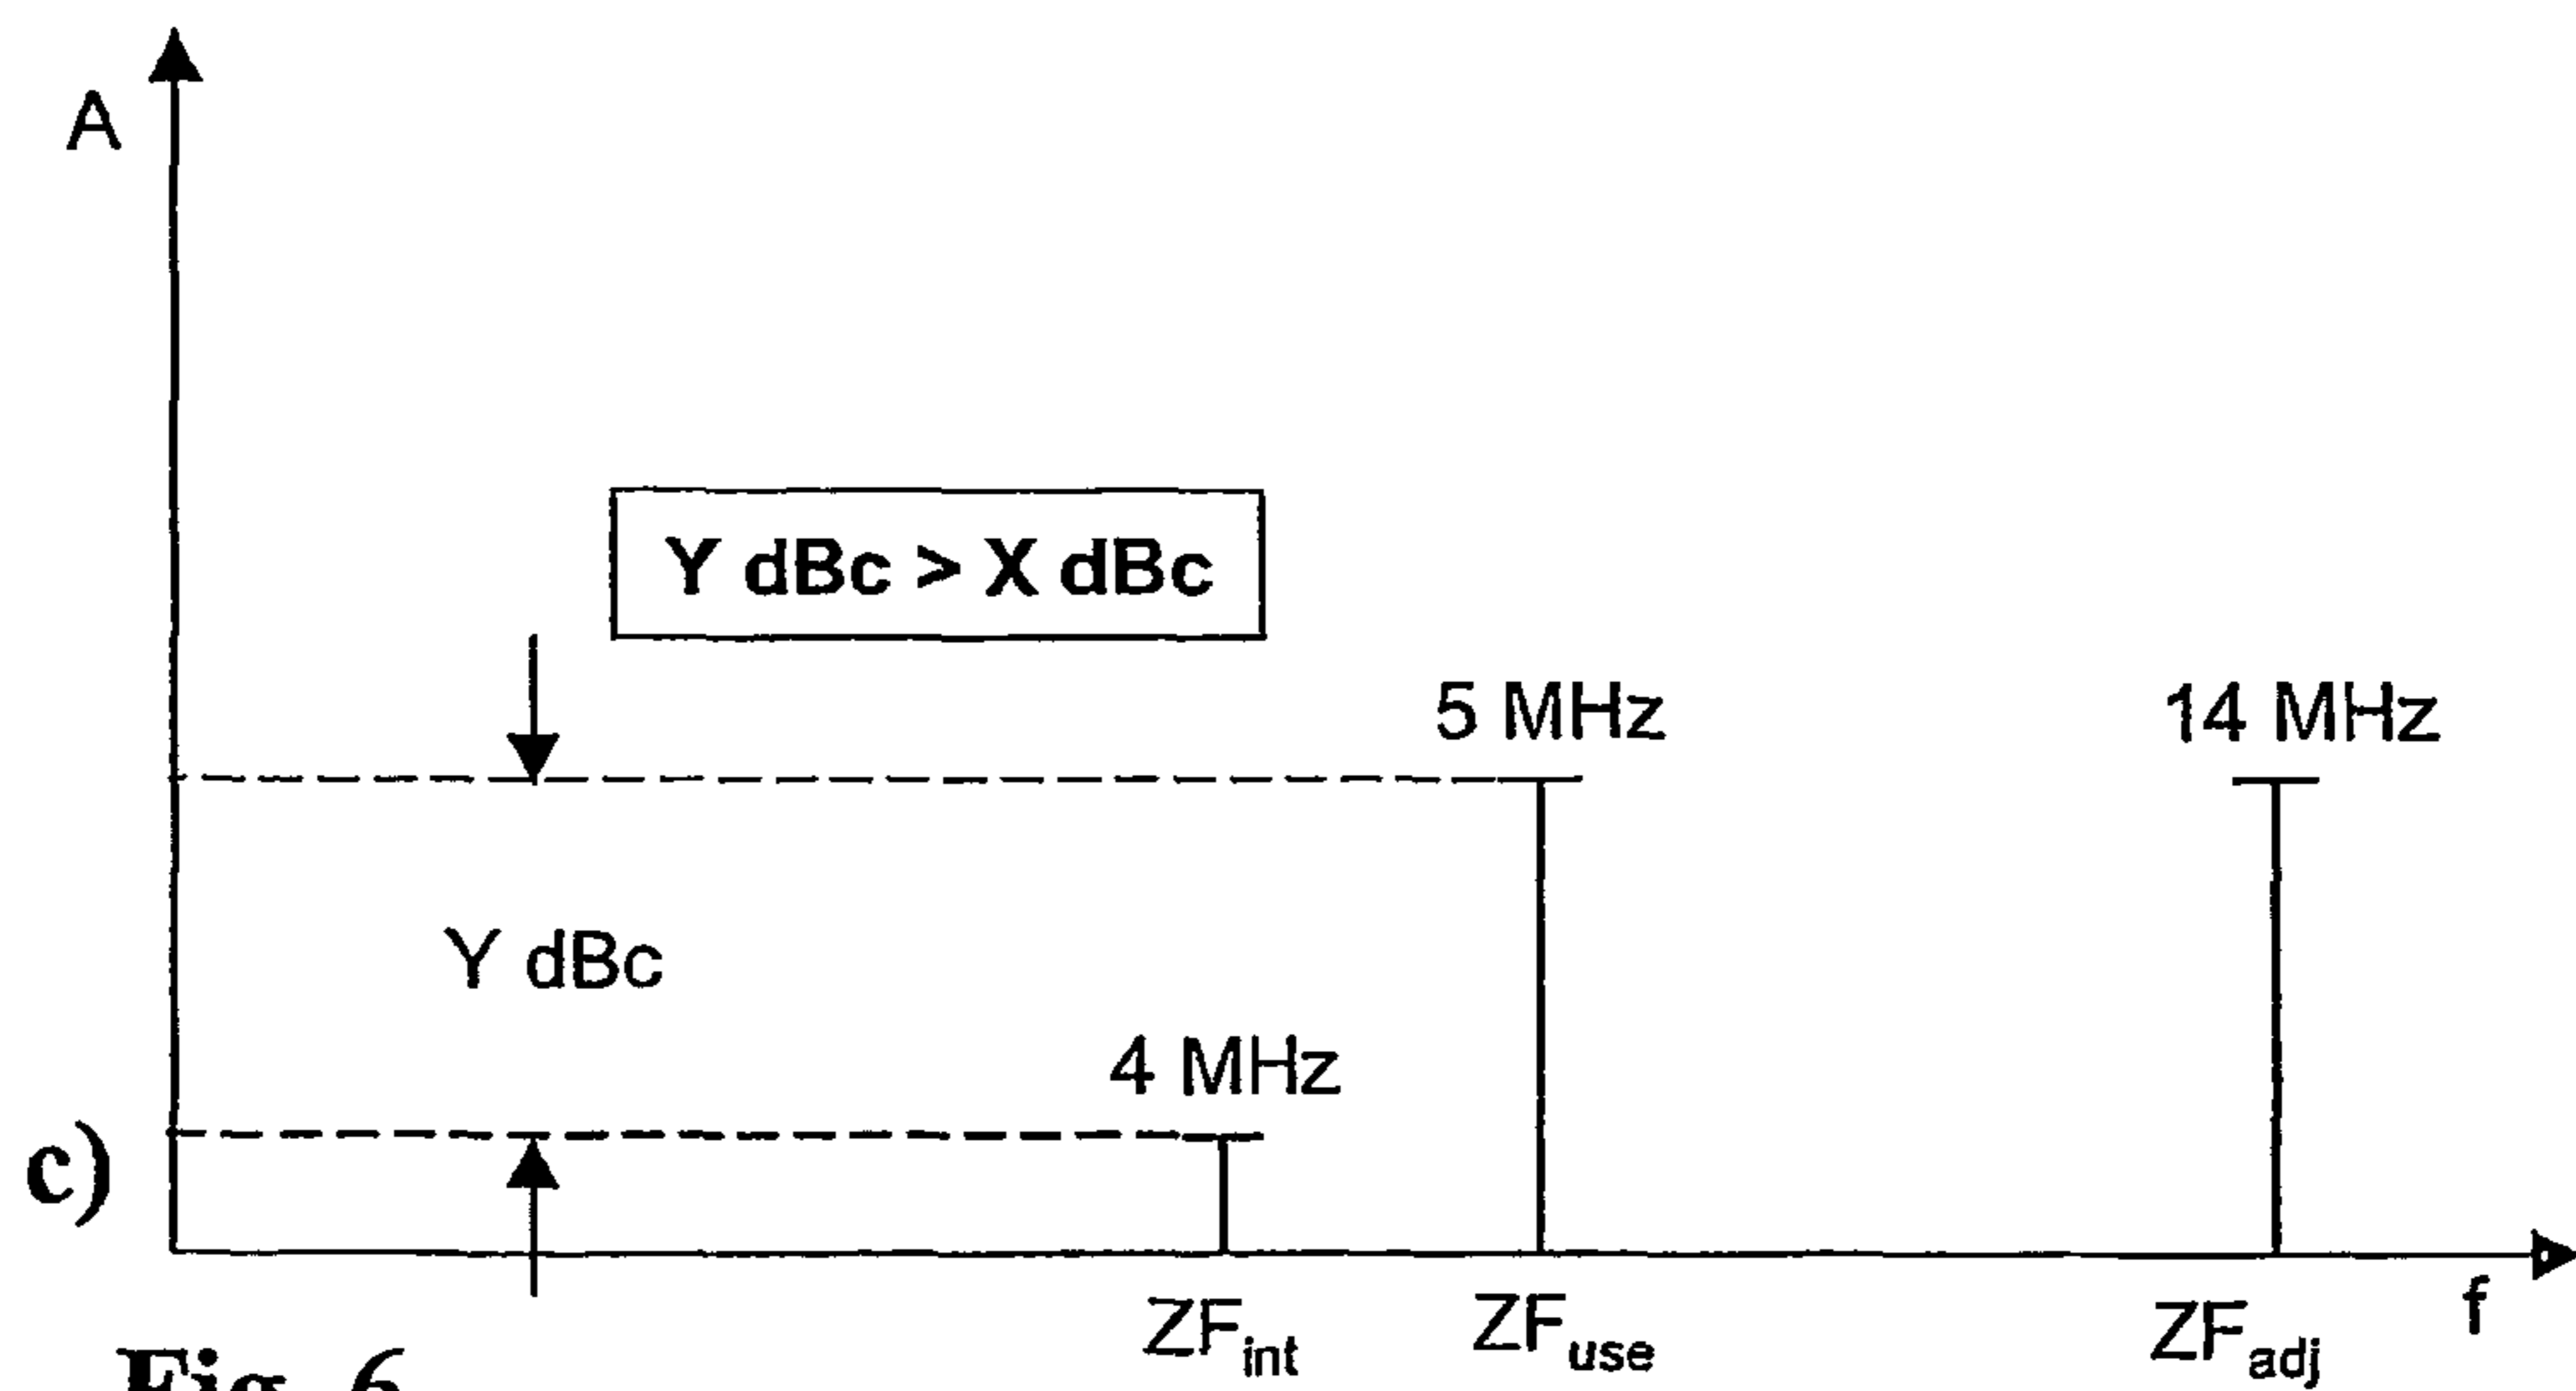 A
Y dBc > X dBc
5 MHz
14 MHz
Y dBc
4 MHz
c)
ZFint
ZFuse
ZFadj
f
Fig. 6